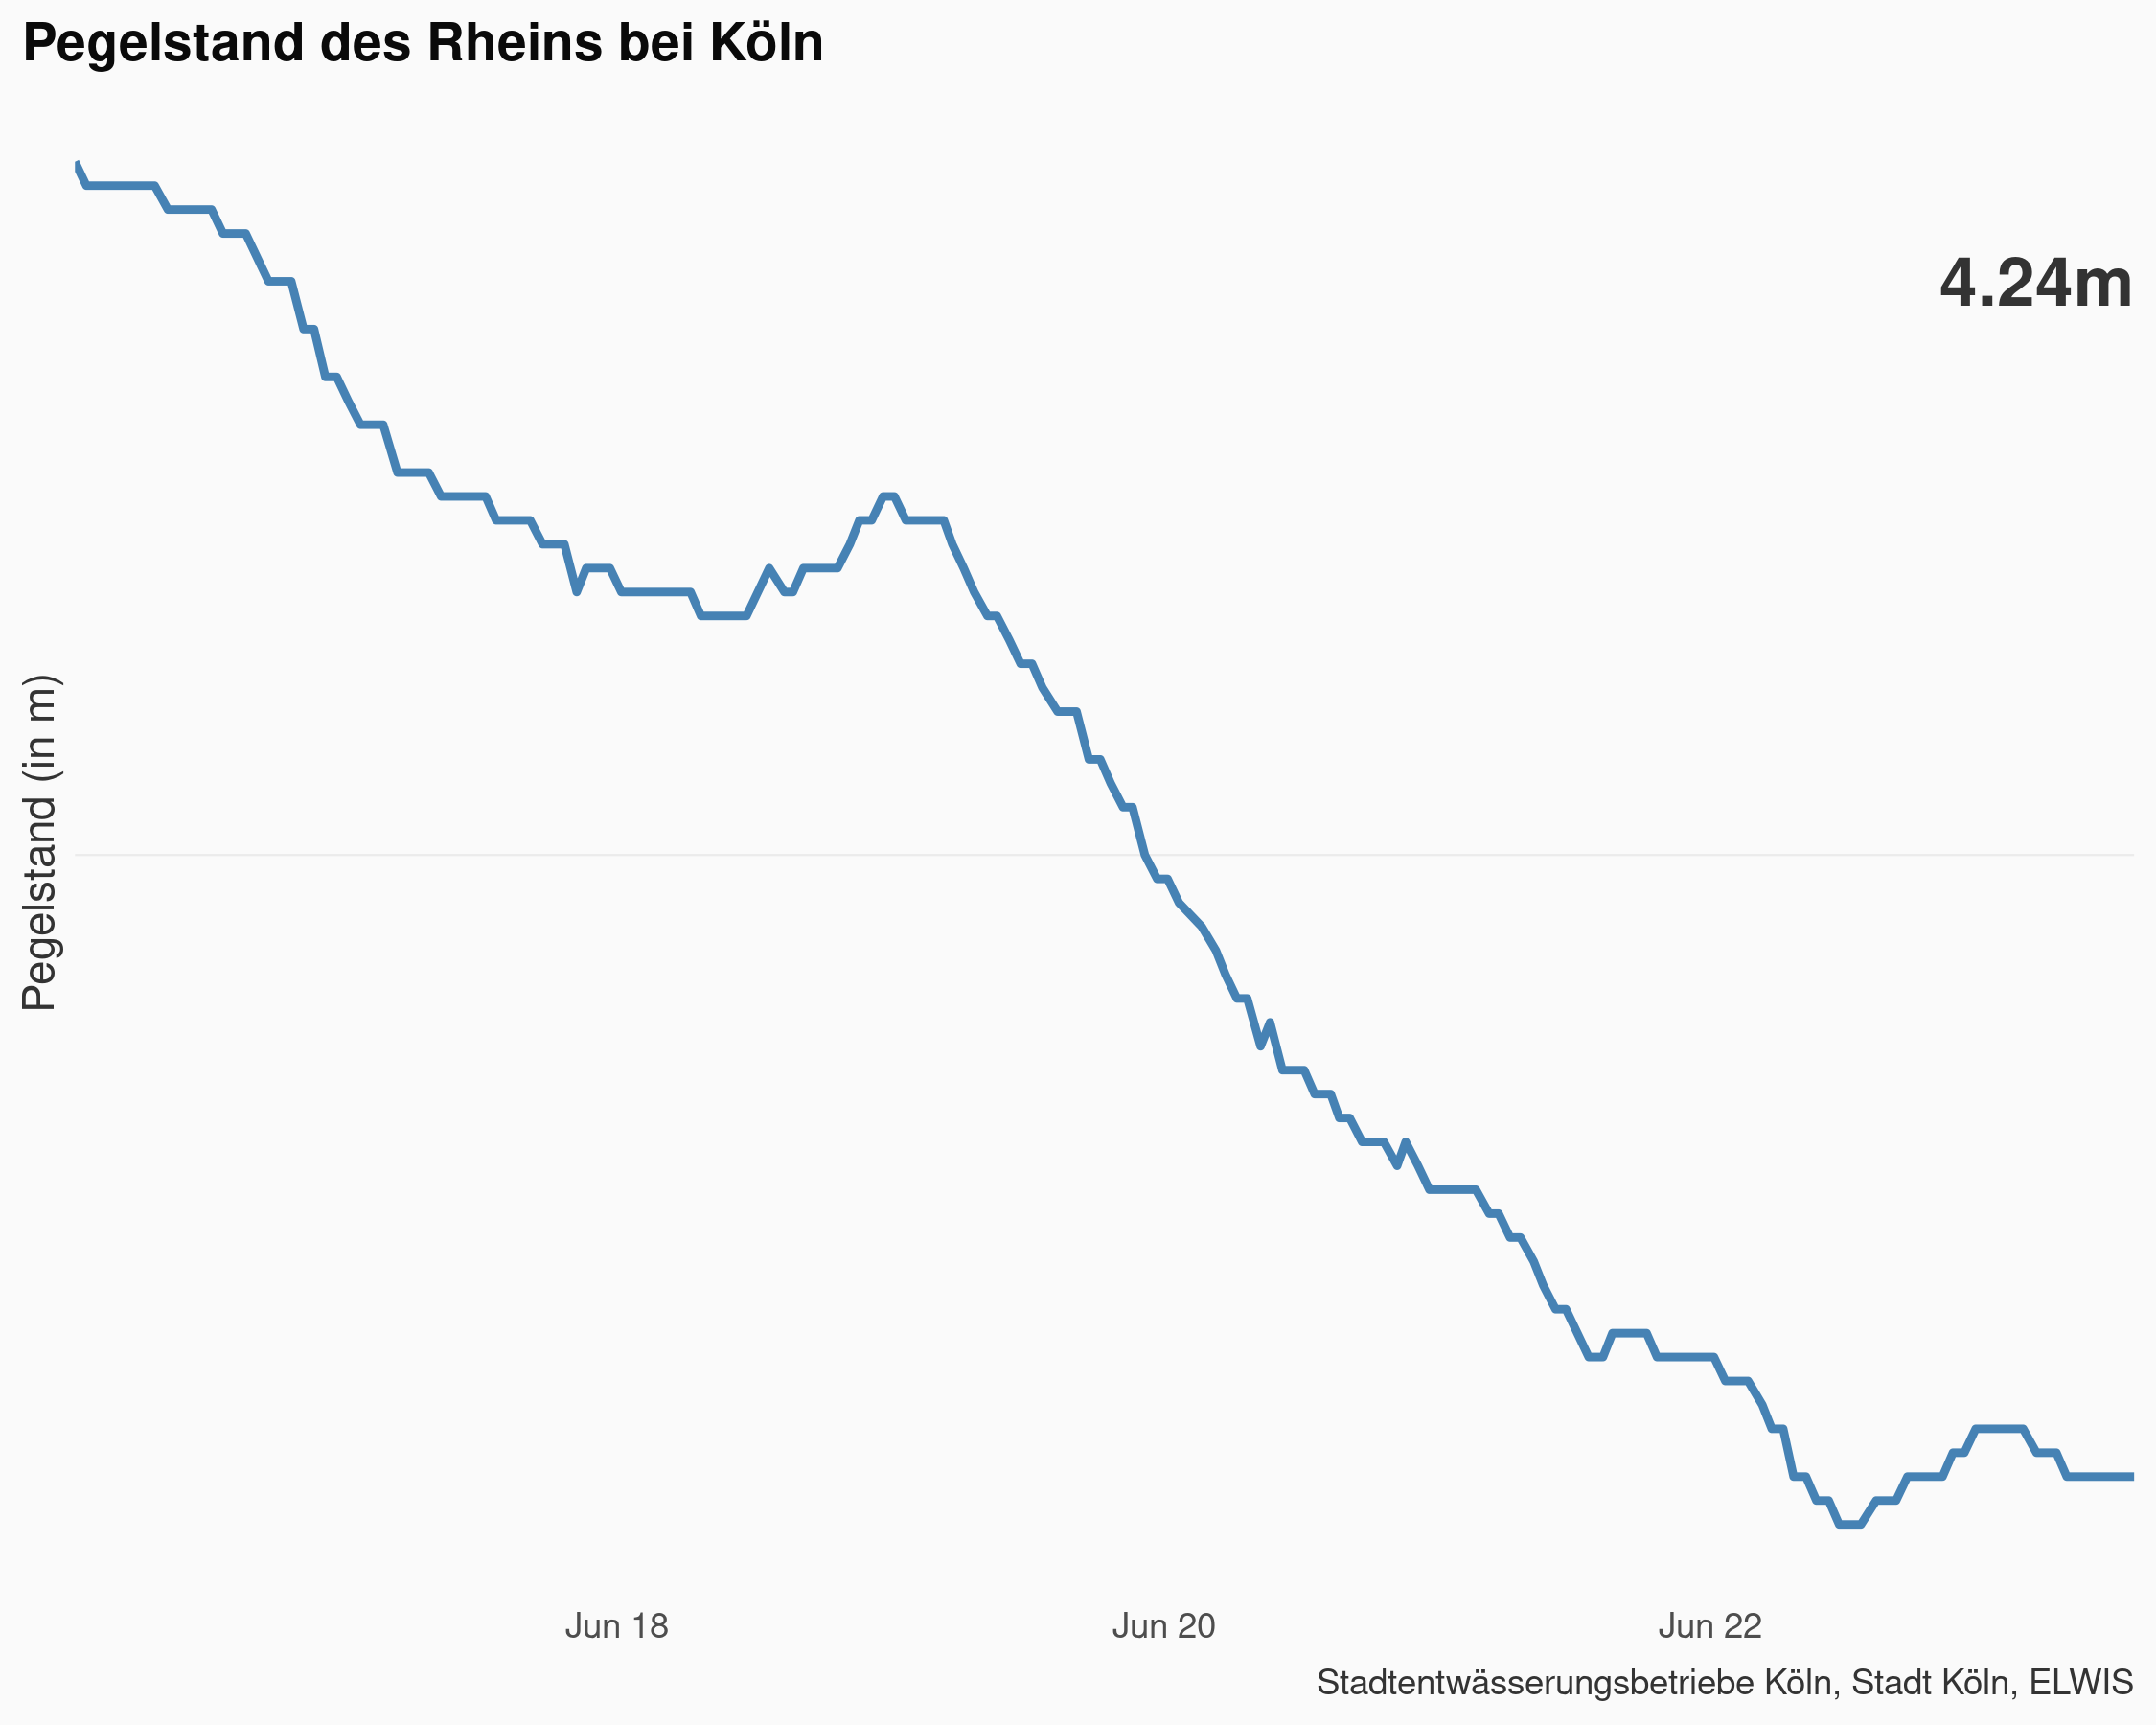 Pegelstand des Rheins bei Köln
4.24m
Pegelstand (in m)
Jun 18
Jun 20
Jun 22
Stadtentwässerungsbetriebe Köln, Stadt Köln, ELWIS